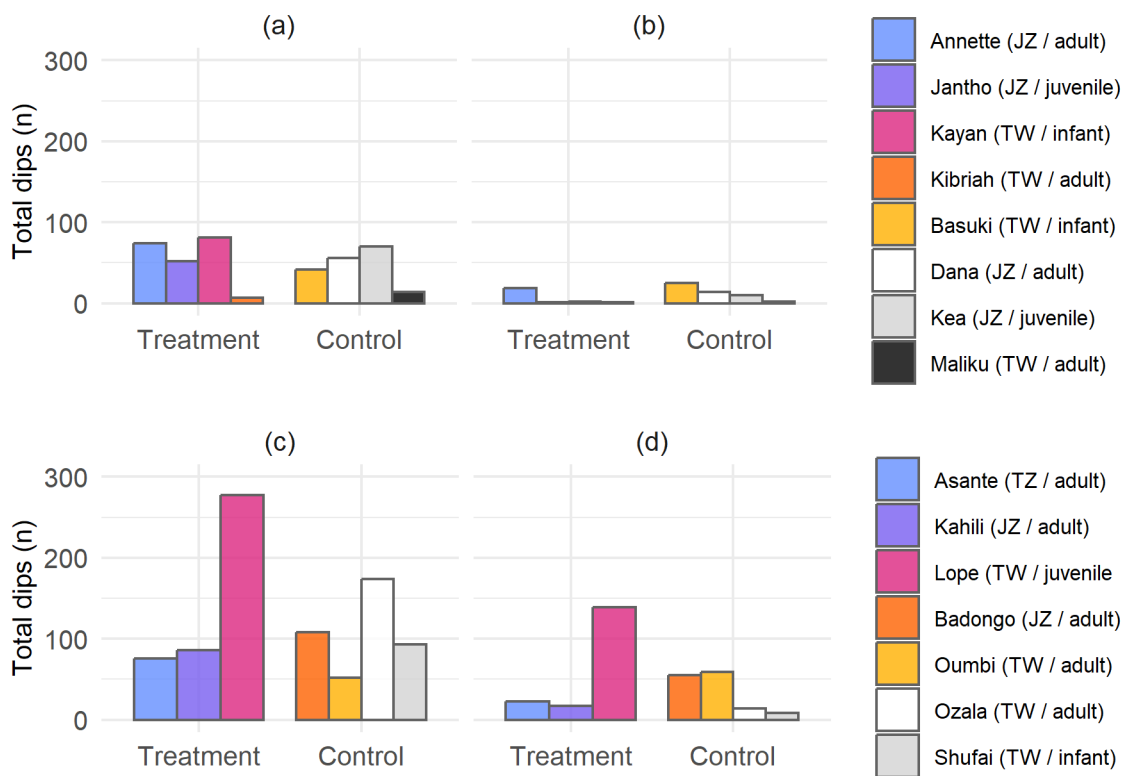 (a)
(b)
Total dips (n)
300
200
100
0
Treatment
Control
Treatment
Control
Annette (JZ / adult)
Jantho (JZ / juvenile)
Kayan (TW / infant)
Kibriah (TW / adult)
Basuki (TW / infant)
Dana (JZ / adult)
Kea (JZ / juvenile)
Maliku (TW / adult)
(c)
(d)
Total dips (n)
300
200
100
0
Treatment
Control
Treatment
Control
Asante (TZ / adult)
Kahili (JZ / adult)
Lope (TW / juvenile
Badongo (JZ / adult)
Oumbi (TW / adult)
Ozala (TW / adult)
Shufai (TW / infant)